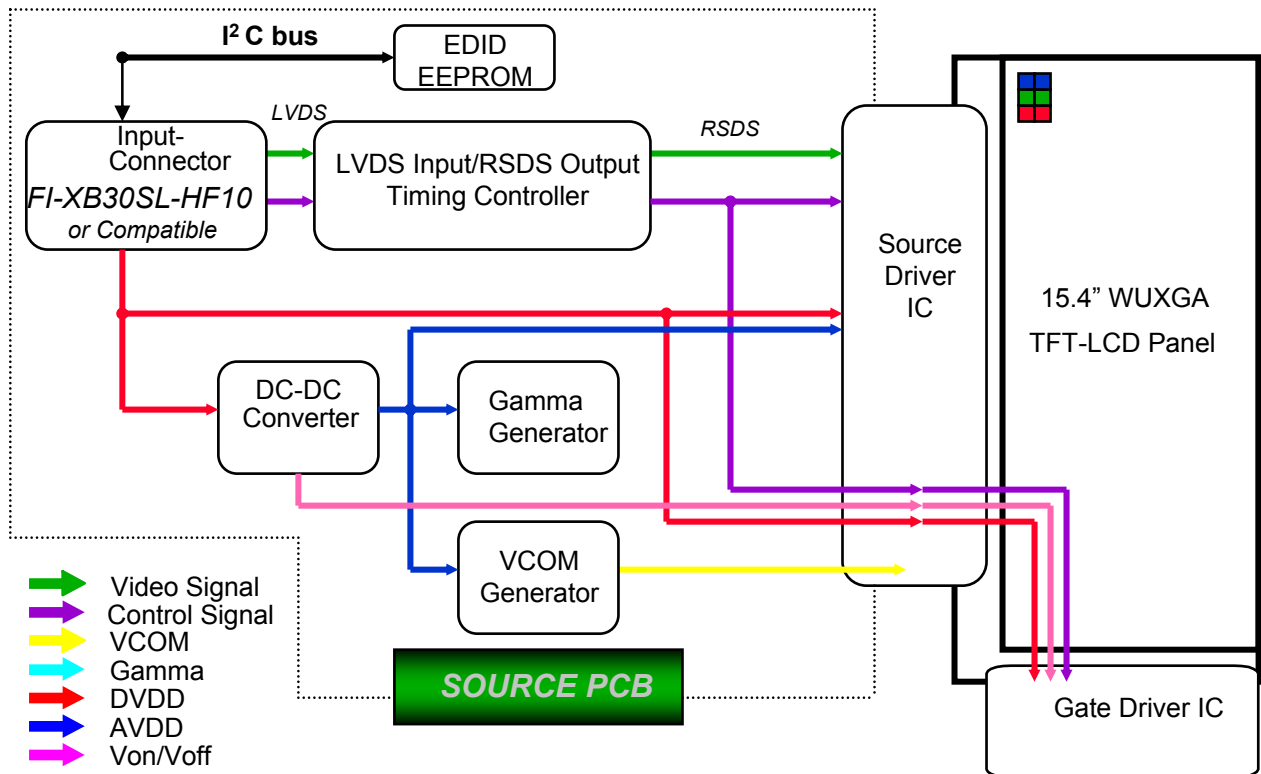 I² C bus
EDID
EEPROM
LVDS
RSDS
Input-
Connector
FI-XB30SL-HF10
or Compatible
LVDS Input/RSDS Output
Timing Controller
Source
Driver
IC
15.4” WUXGA
TFT-LCD Panel
DC-DC
Converter
Gamma
Generator
VCOM
Generator
Video Signal
Control Signal
VCOM
Gamma
DVDD
AVDD
Von/Voff
SOURCE PCB
Gate Driver IC